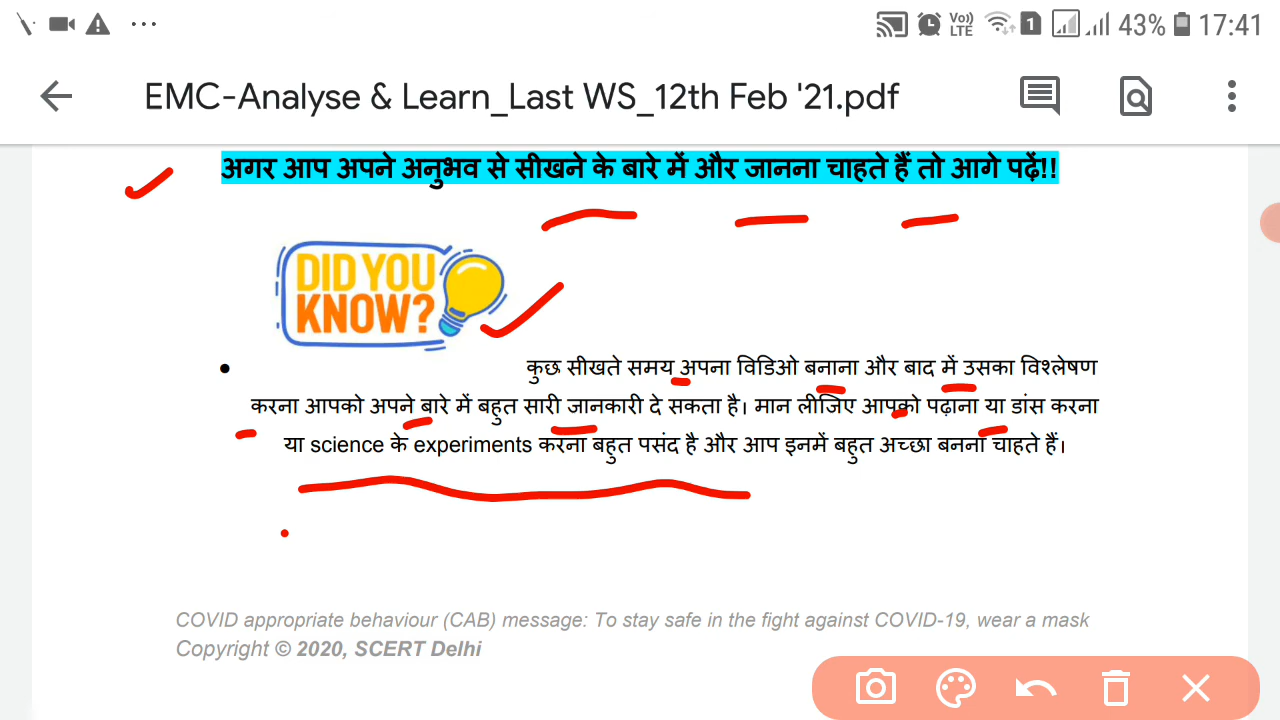 Vo)) LTE 1 43% 17:41
EMC-Analyse & Learn_Last WS_12th Feb '21.pdf
अगर आप अपने अनुभव से सीखने के बारे में और जानना चाहते हैं तो आगे पढ़ें!!
DID YOU
KNOW?
• कुछ सीखते समय अपना विडिओ बनाना और बाद में उसका विश्लेषण
करना आपको अपने बारे में बहुत सारी जानकारी दे सकता है। मान लीजिए आपको पढ़ाना या डांस करना
या science के experiments करना बहुत पसंद है और आप इनमें बहुत अच्छा बनना चाहते हैं।
COVID appropriate behaviour (CAB) message: To stay safe in the fight against COVID-19, wear a mask
Copyright © 2020, SCERT Delhi